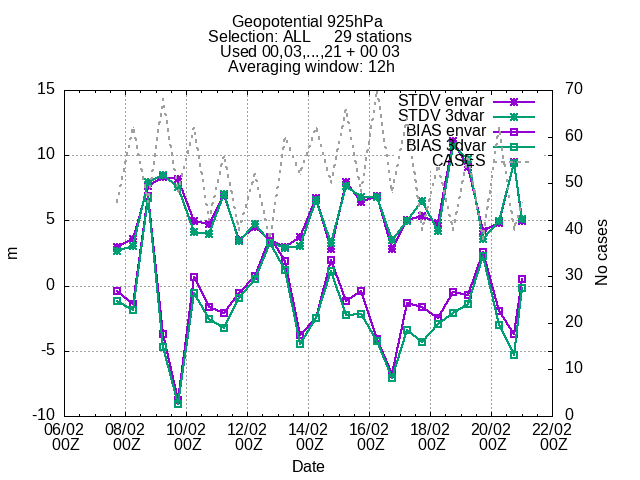 Geopotential 925hPa
Selection: ALL 29 stations
Used 00,03,...,21 + 00 03
Averaging window: 12h
15 70
STDV envar
STDV 3dvar
60
BIAS envar
BIAS 3dvar
10
CASES
50
5
40
m
No cases
0
30
20
-5
10
-10 0
06/02 08/02 10/02 12/02 14/02 16/02 18/02 20/02 22/02
00Z 00Z 00Z 00Z 00Z 00Z 00Z 00Z 00Z
Date